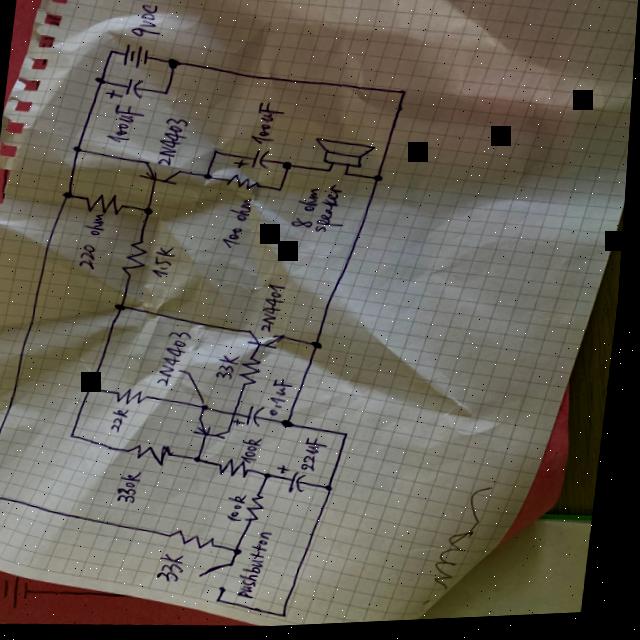 9VDC
100uF
2N4403
100uF
220 ohm
100 ohm
8 ohm
speaker
1.5K
2N4401
2N4403
33K
22K
0.1uF
330K
100K
22uF
100K
33K
pushbutton